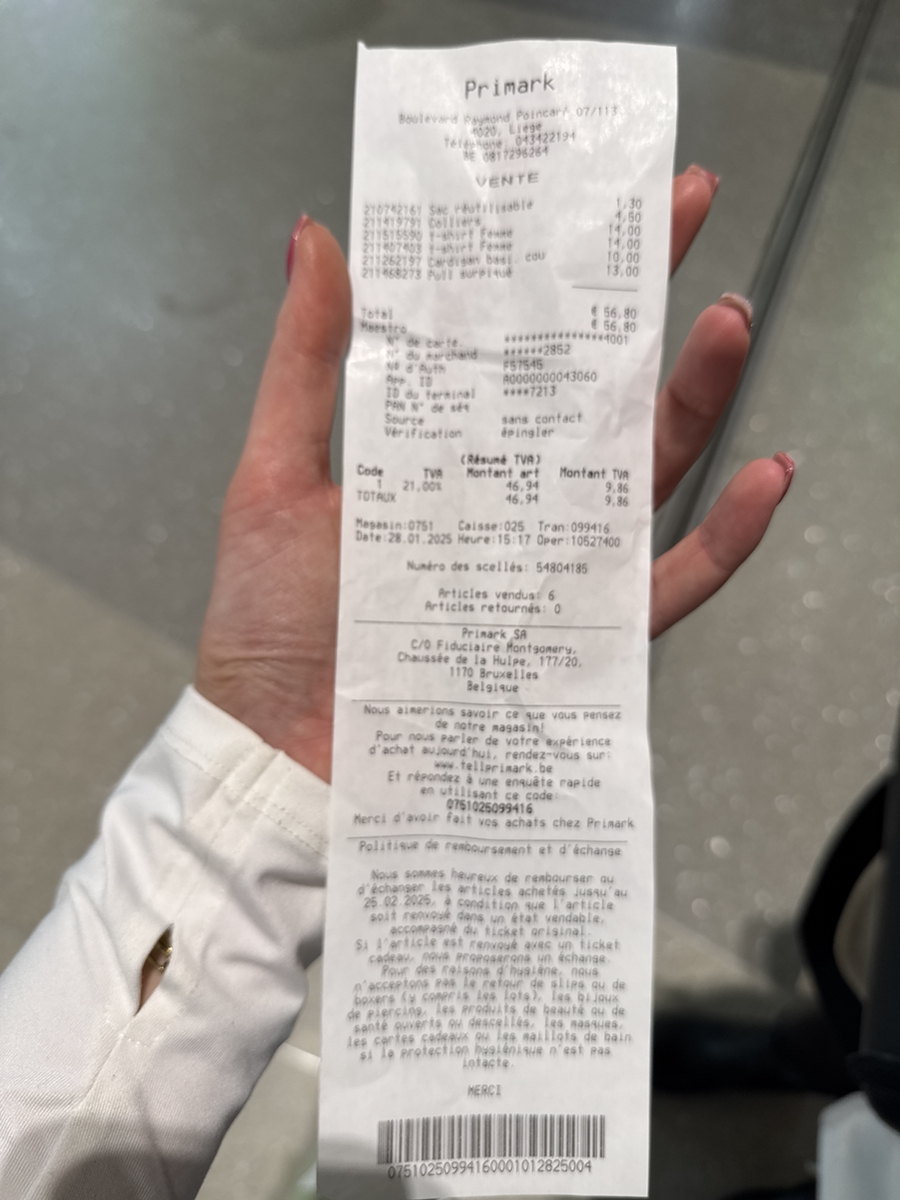 Primark
Boulevard Raymond Poincaré 07/113
4020, Liege
Téléphone, 043422194
BE 0817296264
VENTE
210742161 Sac réutilisable 1,30
211419791 Colliers 4,50
211515590 t-shirt Femme 14,00
211407403 t-shirt Femme 14,00
211262197 Cardigan basi. cou 10,00
211468273 Pull surpiqué 13,00
Total € 56,80
Maestro € 56,80
N° de carte. ***************4001
N° du marchand ******2852
N° d'Auth F57545
App. ID A0000000043060
ID du terminal ****7213
PAN N° de séq
Source sans contact
Vérification épingler
(Résumé TVA)
Code TVA Montant art Montant TVA
1 21,00% 46,94 9,86
TOTAUX 46,94 9,86
Magasin:0751 Caisse:025 Tran:099416
Date:28.01.2025 Heure:15:17 Oper:10527400
Numéro des scellés: 54804185
Articles vendus: 6
Articles retournés: 0
Primark SA
C/O Fiduciaire Montgomery,
Chaussée de la Hulpe, 177/20,
1170 Bruxelles
Belgique
Nous aimerions savoir ce que vous pensez
de notre magasin!
Pour nous parler de votre expérience
d'achat aujourd'hui, rendez-vous sur:
www.tellprimark.be
Et répondez à une enquête rapide
en utilisant ce code:
0751025099416
Merci d'avoir fait vos achats chez Primark
Politique de remboursement et d'échange
Nous sommes heureux de rembourser ou
d'échanger les articles achetés jusqu'au
25.02.2025, à condition que l'article
soit renvoyé dans un état vendable,
accompagné du ticket original.
Si l'article est renvoyé avec un ticket
cadeau, nous proposerons un échange.
Pour des raisons d'hygiène, nous
n'acceptons pas le retour de slips ou de
boxers (y compris les lots), les bijoux
de piercing, les produits de beauté ou de
santé ouverts ou descellés, les masques,
les cartes cadeaux ou les maillots de bain
si la protection hygiénique n'est pas
intacte.
MERCI
07510250994160001012825004